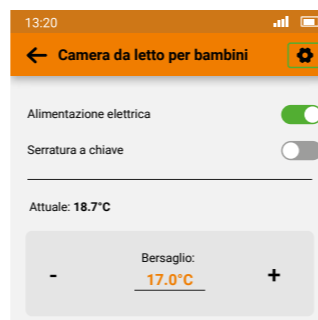 13:20
Camera da letto per bambini
Alimentazione elettrica
Serratura a chiave
Attuale: 18.7°C
Bersaglio:
- 17.0°C +